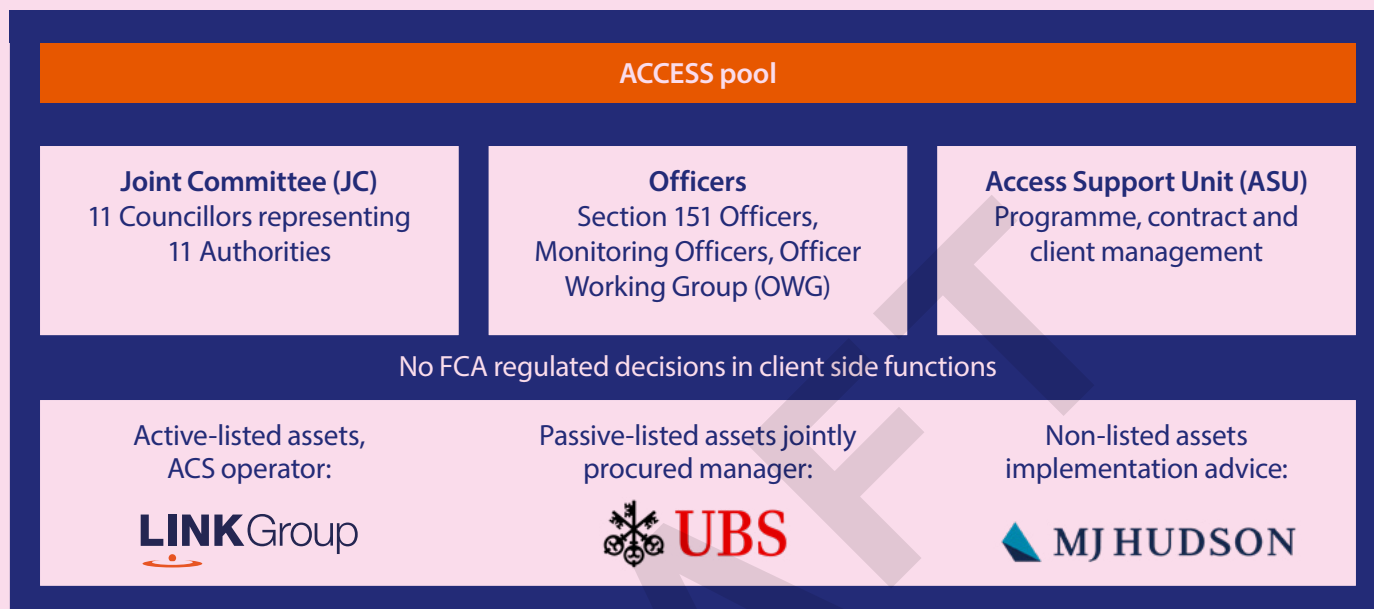 ACCESS pool
Joint Committee (JC)
11 Councillors representing
11 Authorities
Officers
Section 151 Officers,
Monitoring Officers, Officer
Working Group (OWG)
Access Support Unit (ASU)
Programme, contract and
client management
No FCA regulated decisions in client side functions
Active-listed assets,
ACS operator:
LINKGroup
Passive-listed assets jointly
procured manager:
UBS
Non-listed assets
implementation advice:
MJ HUDSON
AFT